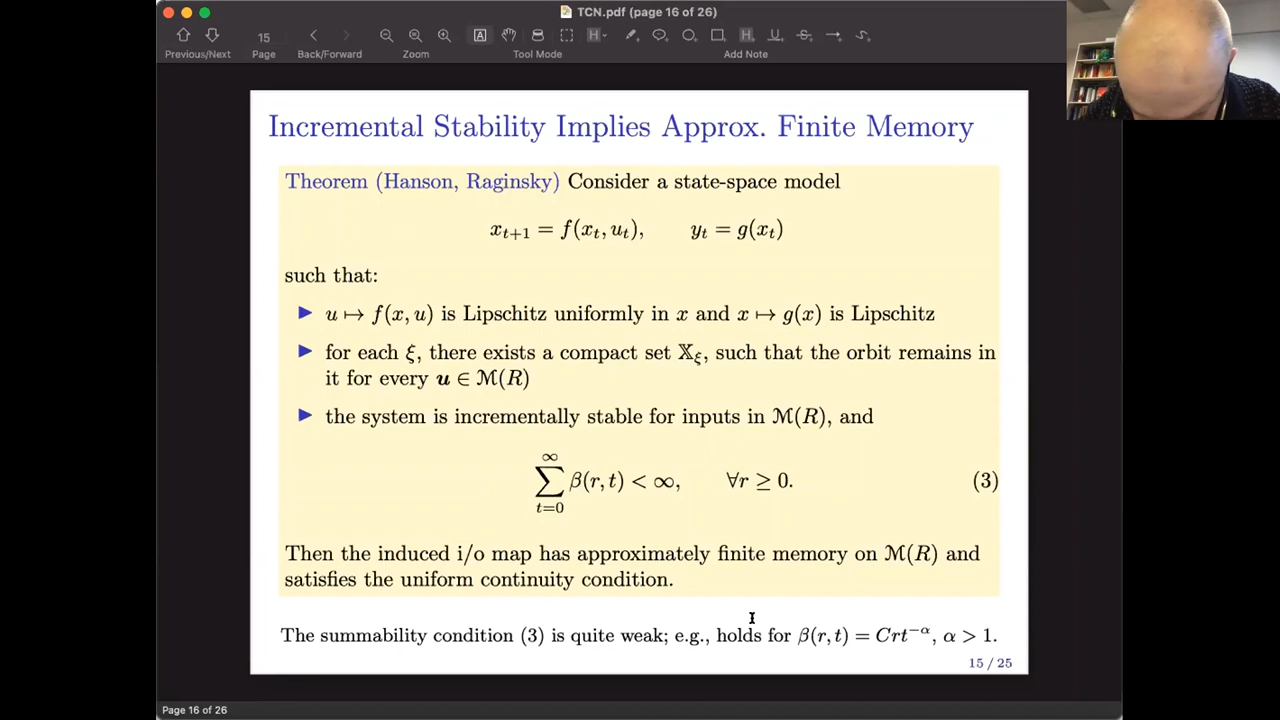 TCN.pdf (page 16 of 26)
15
Previous/Next Page Back/Forward Zoom Tool Mode Add Note
Incremental Stability Implies Approx. Finite Memory
Theorem (Hanson, Raginsky) Consider a state-space model
xₜ₊₁ = f(xₜ, uₜ), yₜ = g(xₜ)
such that:
▶ u ↦ f(x, u) is Lipschitz uniformly in x and x ↦ g(x) is Lipschitz
▶ for each ξ, there exists a compact set 𝕏_ξ, such that the orbit remains in
it for every 𝒖 ∈ ℳ(R)
▶ the system is incrementally stable for inputs in ℳ(R), and
∑_{t=0}^{∞} β(r, t) < ∞, ∀r ≥ 0. (3)
Then the induced i/o map has approximately finite memory on ℳ(R) and
satisfies the uniform continuity condition.
The summability condition (3) is quite weak; e.g., holds for β(r, t) = Crt^{−α}, α > 1.
15 / 25
Page 16 of 26